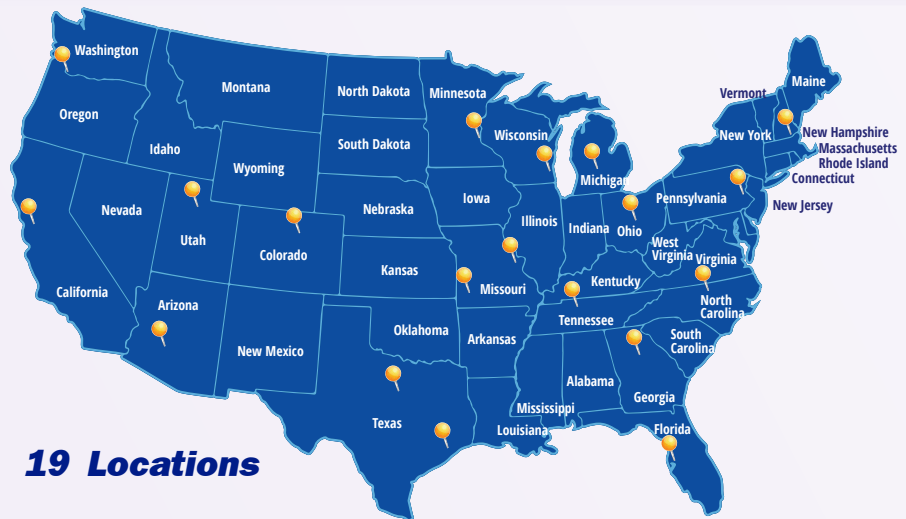 Washington
Montana
North Dakota
Minnesota
Maine
Vermont
Oregon
Idaho
Wyoming
South Dakota
Wisconsin
New York
New Hampshire
Massachusetts
Rhode Island
Connecticut
Michigan
Nevada
Utah
Colorado
Nebraska
Iowa
Illinois
Indiana
Ohio
Pennsylvania
New Jersey
West
Virginia
Virginia
California
Arizona
Kansas
Missouri
Kentucky
North
Carolina
Tennessee
New Mexico
Oklahoma
Arkansas
South
Carolina
Texas
Louisiana
Mississippi
Alabama
Georgia
Florida
19 Locations